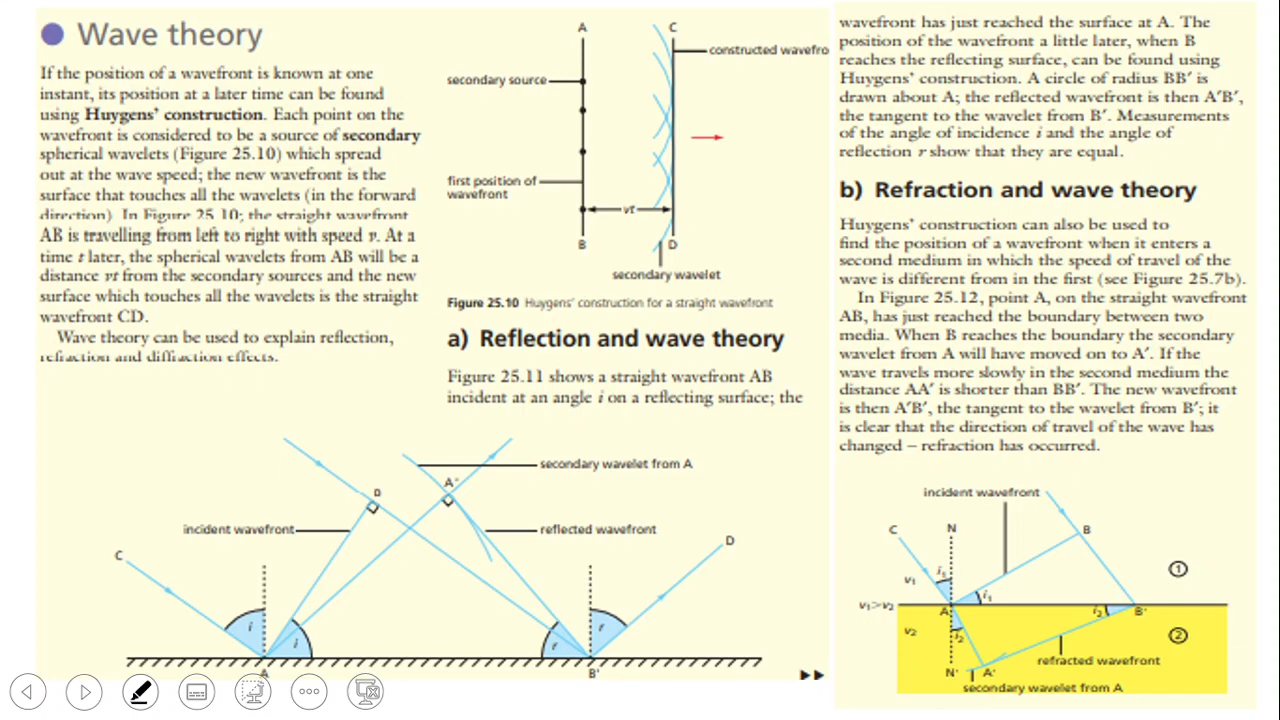 Wave theory
If the position of a wavefront is known at one
instant, its position at a later time can be found
using Huygens' construction. Each point on the
wavefront is considered to be a source of secondary
spherical wavelets (Figure 25.10) which spread
out at the wave speed; the new wavefront is the
surface that touches all the wavelets (in the forward
direction). In Figure 25.10; the straight wavefront
AB is travelling from left to right with speed v. At a
time t later, the spherical wavelets from AB will be a
distance vt from the secondary sources and the new
surface which touches all the wavelets is the straight
wavefront CD.
Wave theory can be used to explain reflection,
refraction and diffraction effects.
A
C
constructed wavefro
secondary source
first position of
wavefront
vt
B
D
secondary wavelet
Figure 25.10 Huygens' construction for a straight wavefront
a) Reflection and wave theory
Figure 25.11 shows a straight wavefront AB
incident at an angle i on a reflecting surface; the
secondary wavelet from A
A'
B
incident wavefront
reflected wavefront
C
D
i
i
r
r
A
B'
wavefront has just reached the surface at A. The
position of the wavefront a little later, when B
reaches the reflecting surface, can be found using
Huygens' construction. A circle of radius BB' is
drawn about A; the reflected wavefront is then A'B',
the tangent to the wavelet from B'. Measurements
of the angle of incidence i and the angle of
reflection r show that they are equal.
b) Refraction and wave theory
Huygens' construction can also be used to
find the position of a wavefront when it enters a
second medium in which the speed of travel of the
wave is different from in the first (see Figure 25.7b).
In Figure 25.12, point A, on the straight wavefront
AB, has just reached the boundary between two
media. When B reaches the boundary the secondary
wavelet from A will have moved on to A'. If the
wave travels more slowly in the second medium the
distance AA' is shorter than BB'. The new wavefront
is then A'B', the tangent to the wavelet from B'; it
is clear that the direction of travel of the wave has
changed – refraction has occurred.
incident wavefront
C
N
B
v₁
i₁
i₁
1
v₁>v₂
A
i₂
B'
v₂
i₂
2
refracted wavefront
N'
A'
secondary wavelet from A